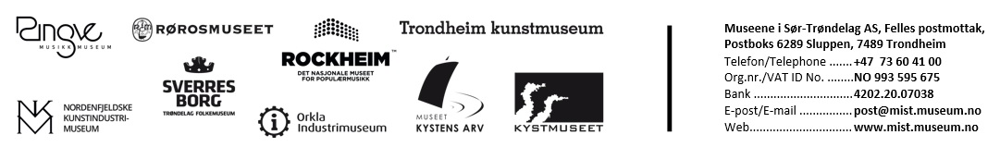 Ringve
MUSIKKMUSEUM
RØROSMUSEET
Trondheim kunstmuseum
ROCKHEIM™
DET NASJONALE MUSEET
FOR POPULÆRMUSIKK
SVERRES
BORG
TRØNDELAG FOLKEMUSEUM
NORDENFJELDSKE
KUNSTINDUSTRI-
MUSEUM
Orkla
Industrimuseum
MUSEET
KYSTENS ARV
KYSTMUSEET
Museene i Sør-Trøndelag AS, Felles postmottak,
Postboks 6289 Sluppen, 7489 Trondheim
Telefon/Telephone .......+47 73 60 41 00
Org.nr./VAT ID No. ........NO 993 595 675
Bank ..............................4202.20.07038
E-post/E-mail ................post@mist.museum.no
Web...............................www.mist.museum.no